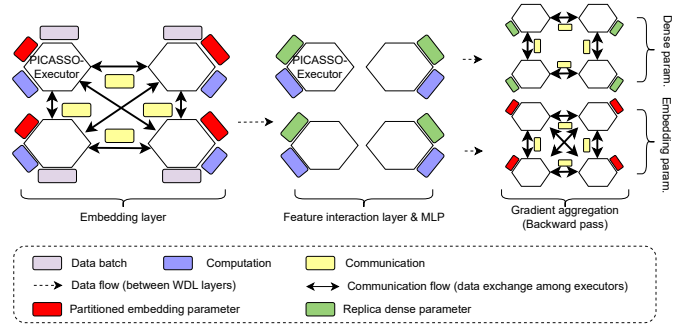 PICASSO-
Executor
PICASSO-
Executor
Dense param.
Embedding param.
Embedding layer
Feature interaction layer & MLP
Gradient aggregation
(Backward pass)
Data batch
Computation
Communication
Data flow (between WDL layers)
Communication flow (data exchange among executors)
Partitioned embedding parameter
Replica dense parameter